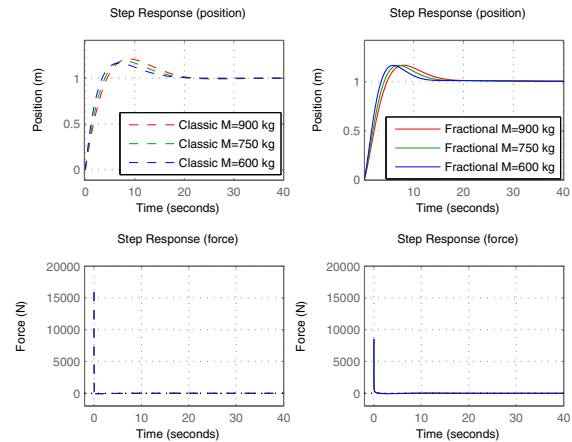 Step Response (position)
Position (m)
1
0.5
0
Classic M=900 kg
Classic M=750 kg
Classic M=600 kg
0 10 20 30 40
Time (seconds)
Step Response (position)
Position (m)
1
0.5
0
Fractional M=900 kg
Fractional M=750 kg
Fractional M=600 kg
0 10 20 30 40
Time (seconds)
Step Response (force)
Force (N)
20000
15000
10000
5000
0
0 10 20 30 40
Time (seconds)
Step Response (force)
Force (N)
20000
15000
10000
5000
0
0 10 20 30 40
Time (seconds)